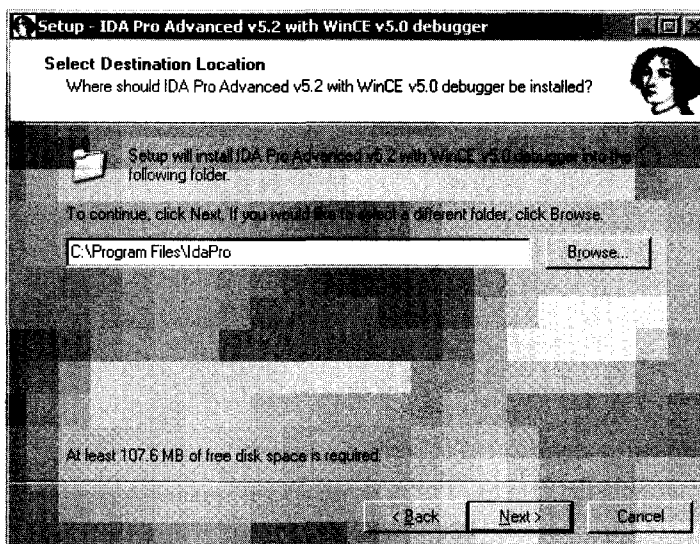 Setup - IDA Pro Advanced v5.2 with WinCE v5.0 debugger
Select Destination Location
Where should IDA Pro Advanced v5.2 with WinCE v5.0 debugger be installed?
Setup will install IDA Pro Advanced v5.2 with WinCE v5.0 debugger into the
following folder.
To continue, click Next. If you would like to select a different folder, click Browse.
C:\Program Files\IdaPro
Browse...
At least 107.6 MB of free disk space is required.
< Back
Next >
Cancel